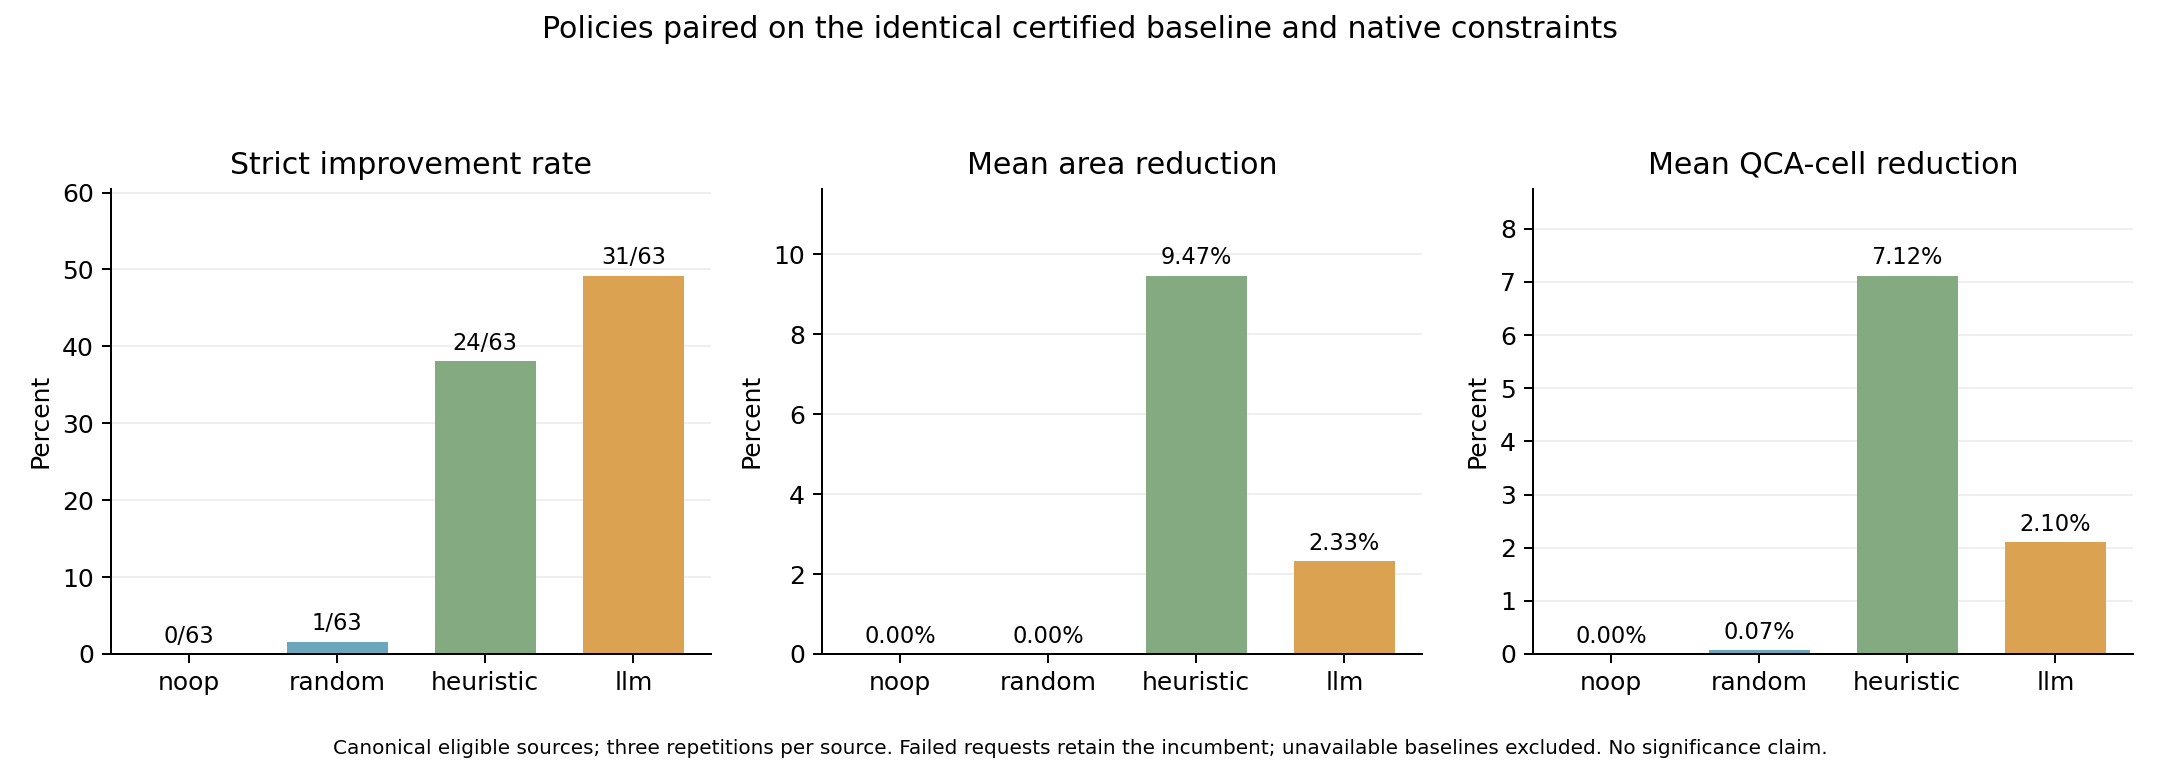 Policies paired on the identical certified baseline and native constraints
Strict improvement rate
Percent
60
50
40
30
20
10
0
0/63
1/63
24/63
31/63
noop
random
heuristic
llm
Mean area reduction
Percent
10
8
6
4
2
0
0.00%
0.00%
9.47%
2.33%
noop
random
heuristic
llm
Mean QCA-cell reduction
Percent
8
7
6
5
4
3
2
1
0
0.00%
0.07%
7.12%
2.10%
noop
random
heuristic
llm
Canonical eligible sources; three repetitions per source. Failed requests retain the incumbent; unavailable baselines excluded. No significance claim.